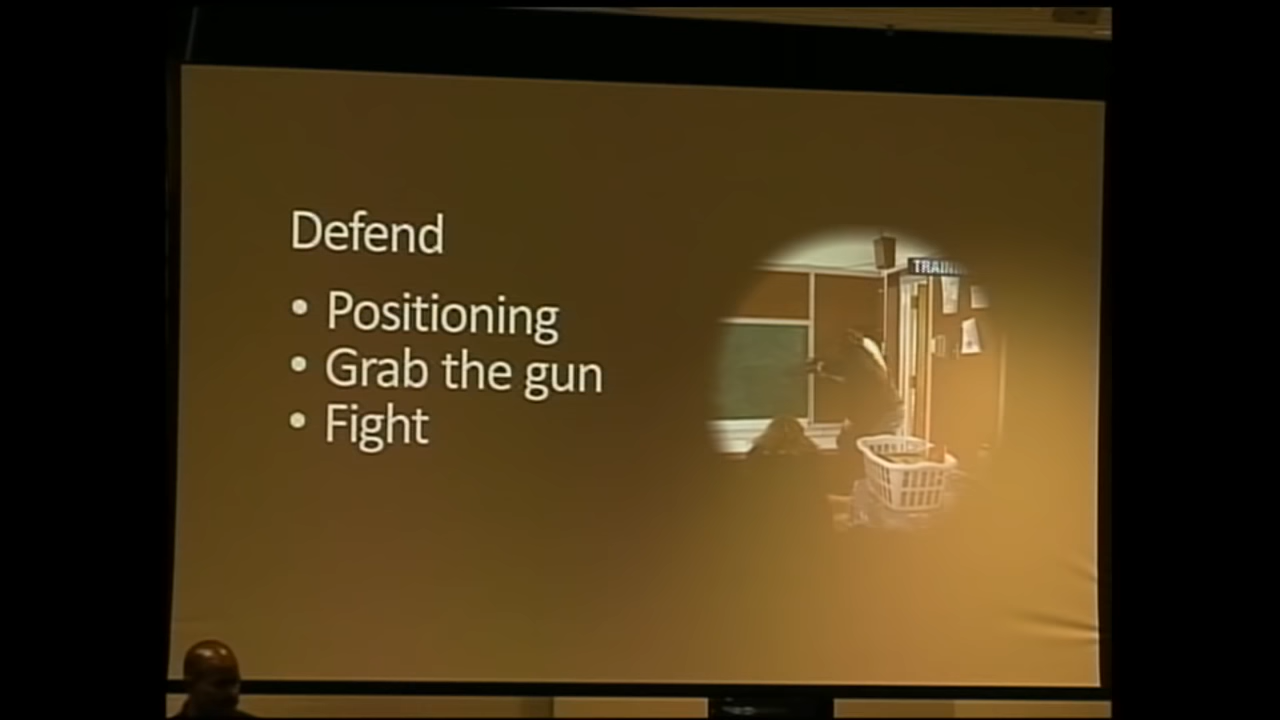 Defend
• Positioning
• Grab the gun
• Fight